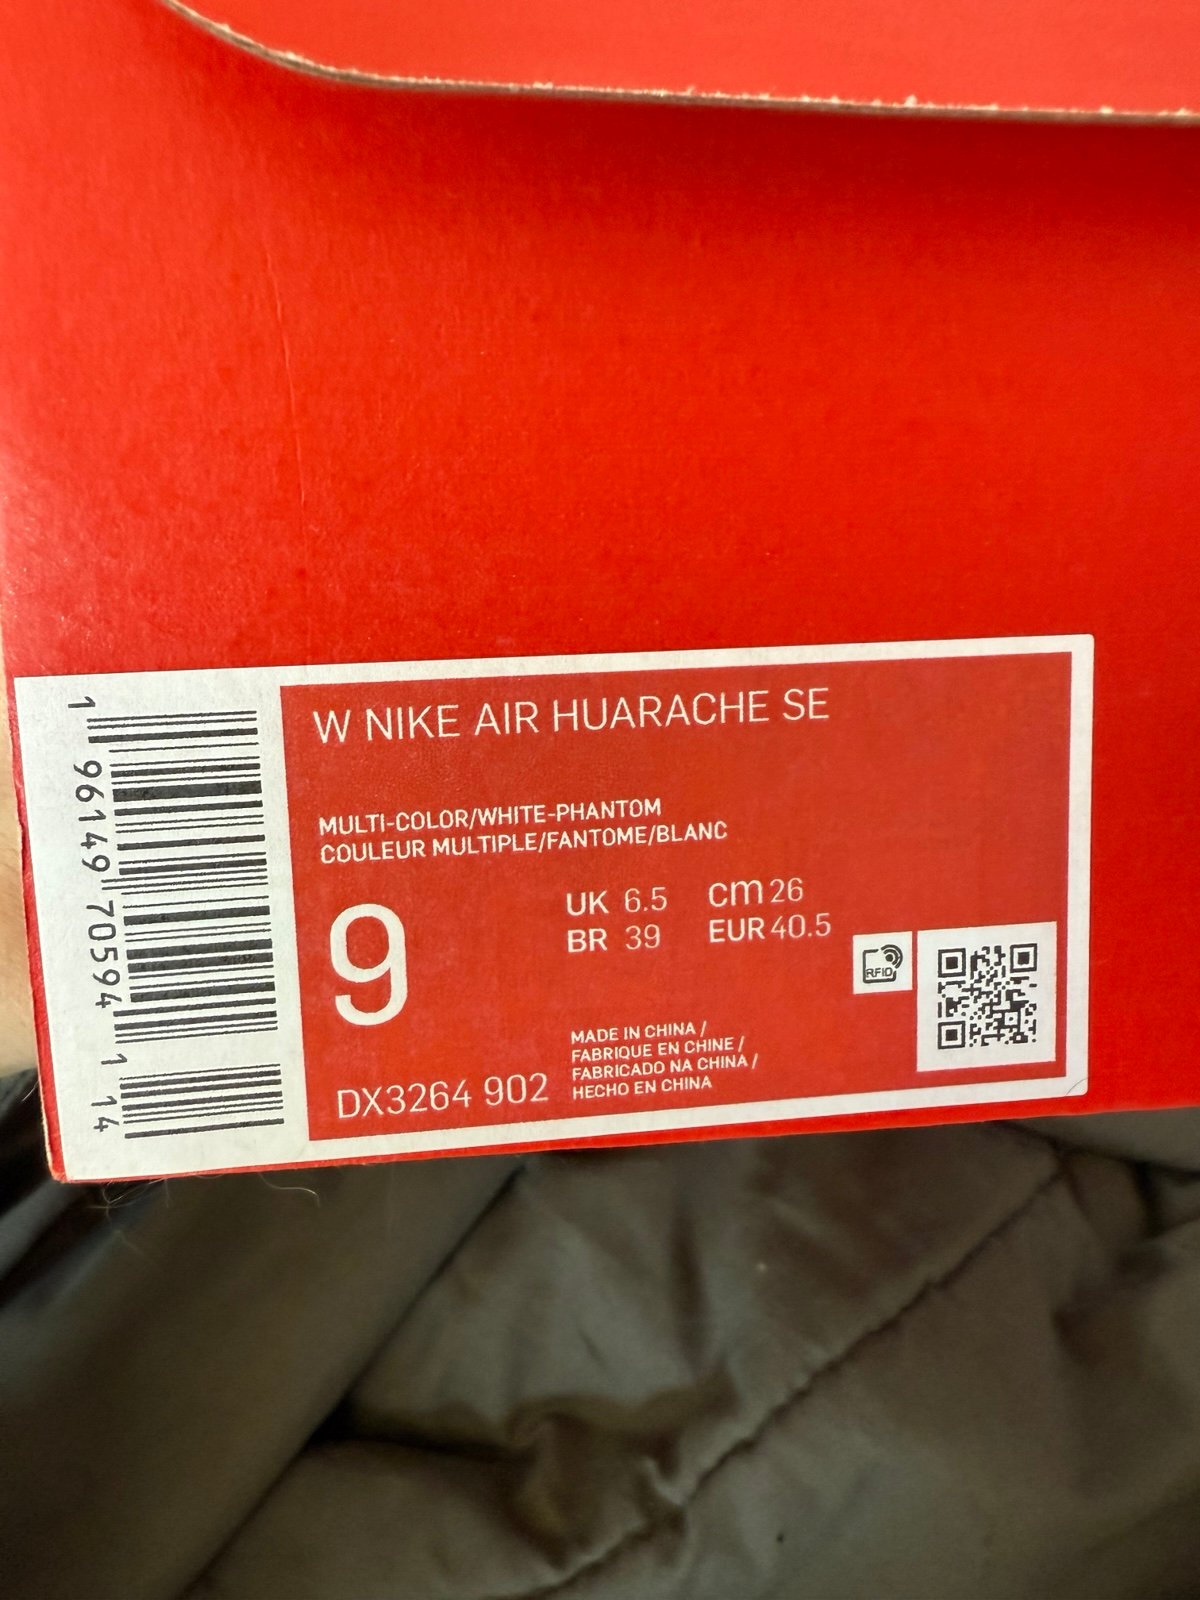 W NIKE AIR HUARACHE SE
MULTI-COLOR/WHITE-PHANTOM
COULEUR MULTIPLE/FANTOME/BLANC
9
UK 6.5 cm 26
BR 39 EUR 40.5
RFID
MADE IN CHINA /
FABRIQUE EN CHINE /
FABRICADO NA CHINA /
HECHO EN CHINA
DX3264 902
1 96149 70594 1 14